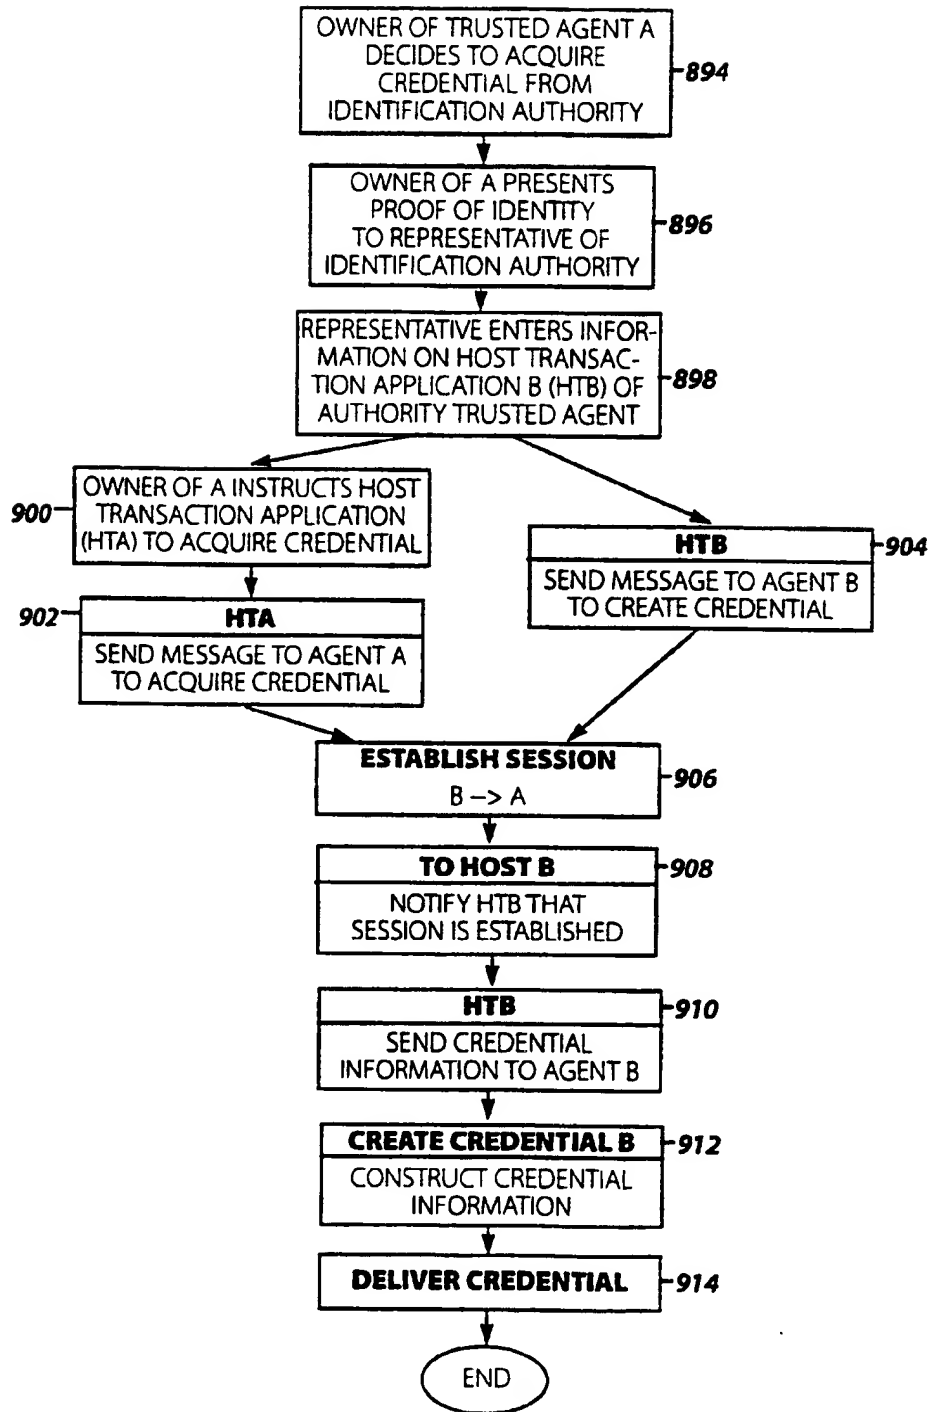 OWNER OF TRUSTED AGENT A
DECIDES TO ACQUIRE
CREDENTIAL FROM
IDENTIFICATION AUTHORITY
894
OWNER OF A PRESENTS
PROOF OF IDENTITY
TO REPRESENTATIVE OF
IDENTIFICATION AUTHORITY
896
REPRESENTATIVE ENTERS INFOR-
MATION ON HOST TRANSAC-
TION APPLICATION B (HTB) OF
AUTHORITY TRUSTED AGENT
898
900
OWNER OF A INSTRUCTS HOST
TRANSACTION APPLICATION
(HTA) TO ACQUIRE CREDENTIAL
902
HTA
SEND MESSAGE TO AGENT A
TO ACQUIRE CREDENTIAL
HTB
904
SEND MESSAGE TO AGENT B
TO CREATE CREDENTIAL
ESTABLISH SESSION
906
B --> A
TO HOST B
908
NOTIFY HTB THAT
SESSION IS ESTABLISHED
HTB
910
SEND CREDENTIAL
INFORMATION TO AGENT B
CREATE CREDENTIAL B
912
CONSTRUCT CREDENTIAL
INFORMATION
DELIVER CREDENTIAL
914
END